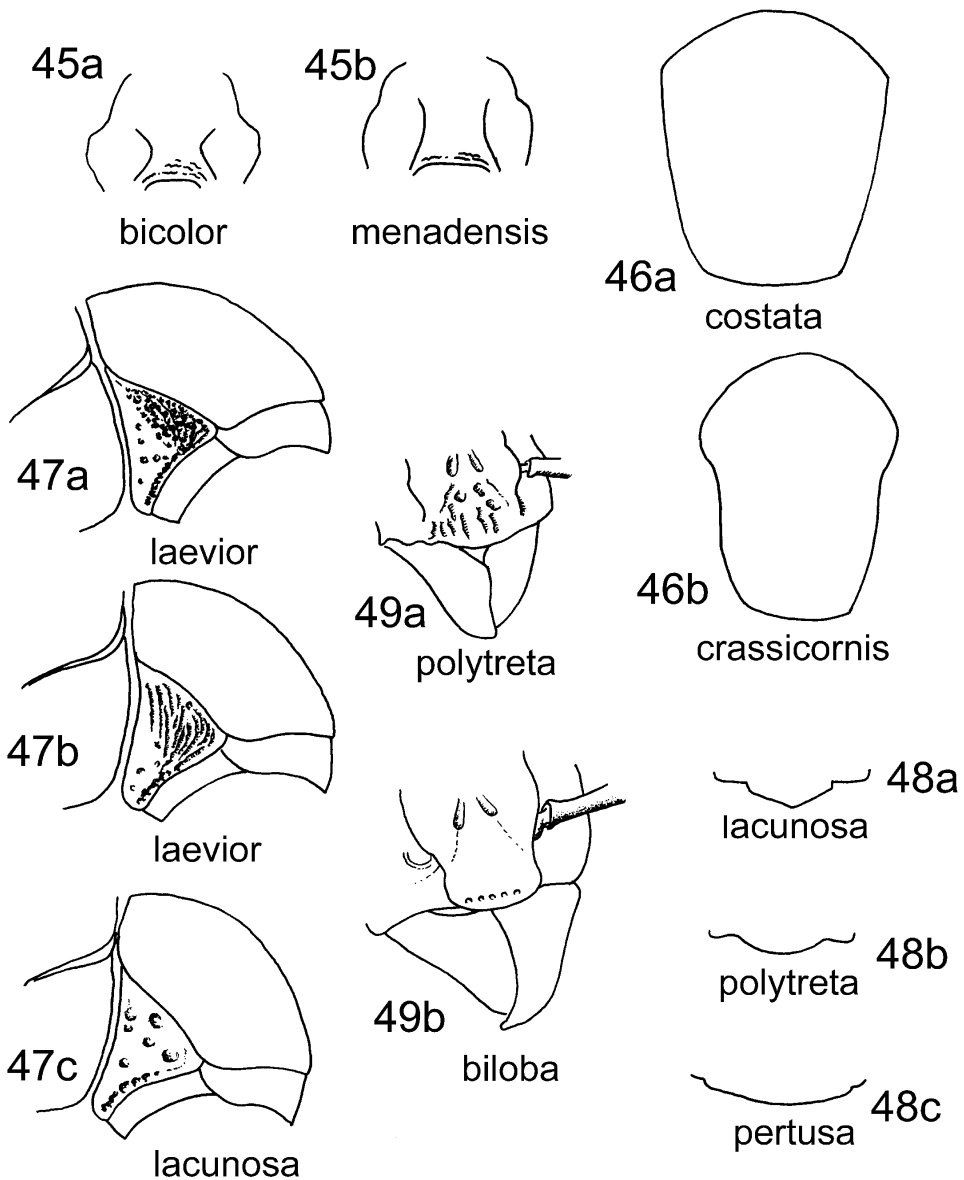 45a
bicolor
45b
menadensis
46a
costata
47a
laevior
49a
polytreta
46b
crassicornis
47b
laevior
48a
lacunosa
49b
biloba
48b
polytreta
47c
lacunosa
48c
pertusa